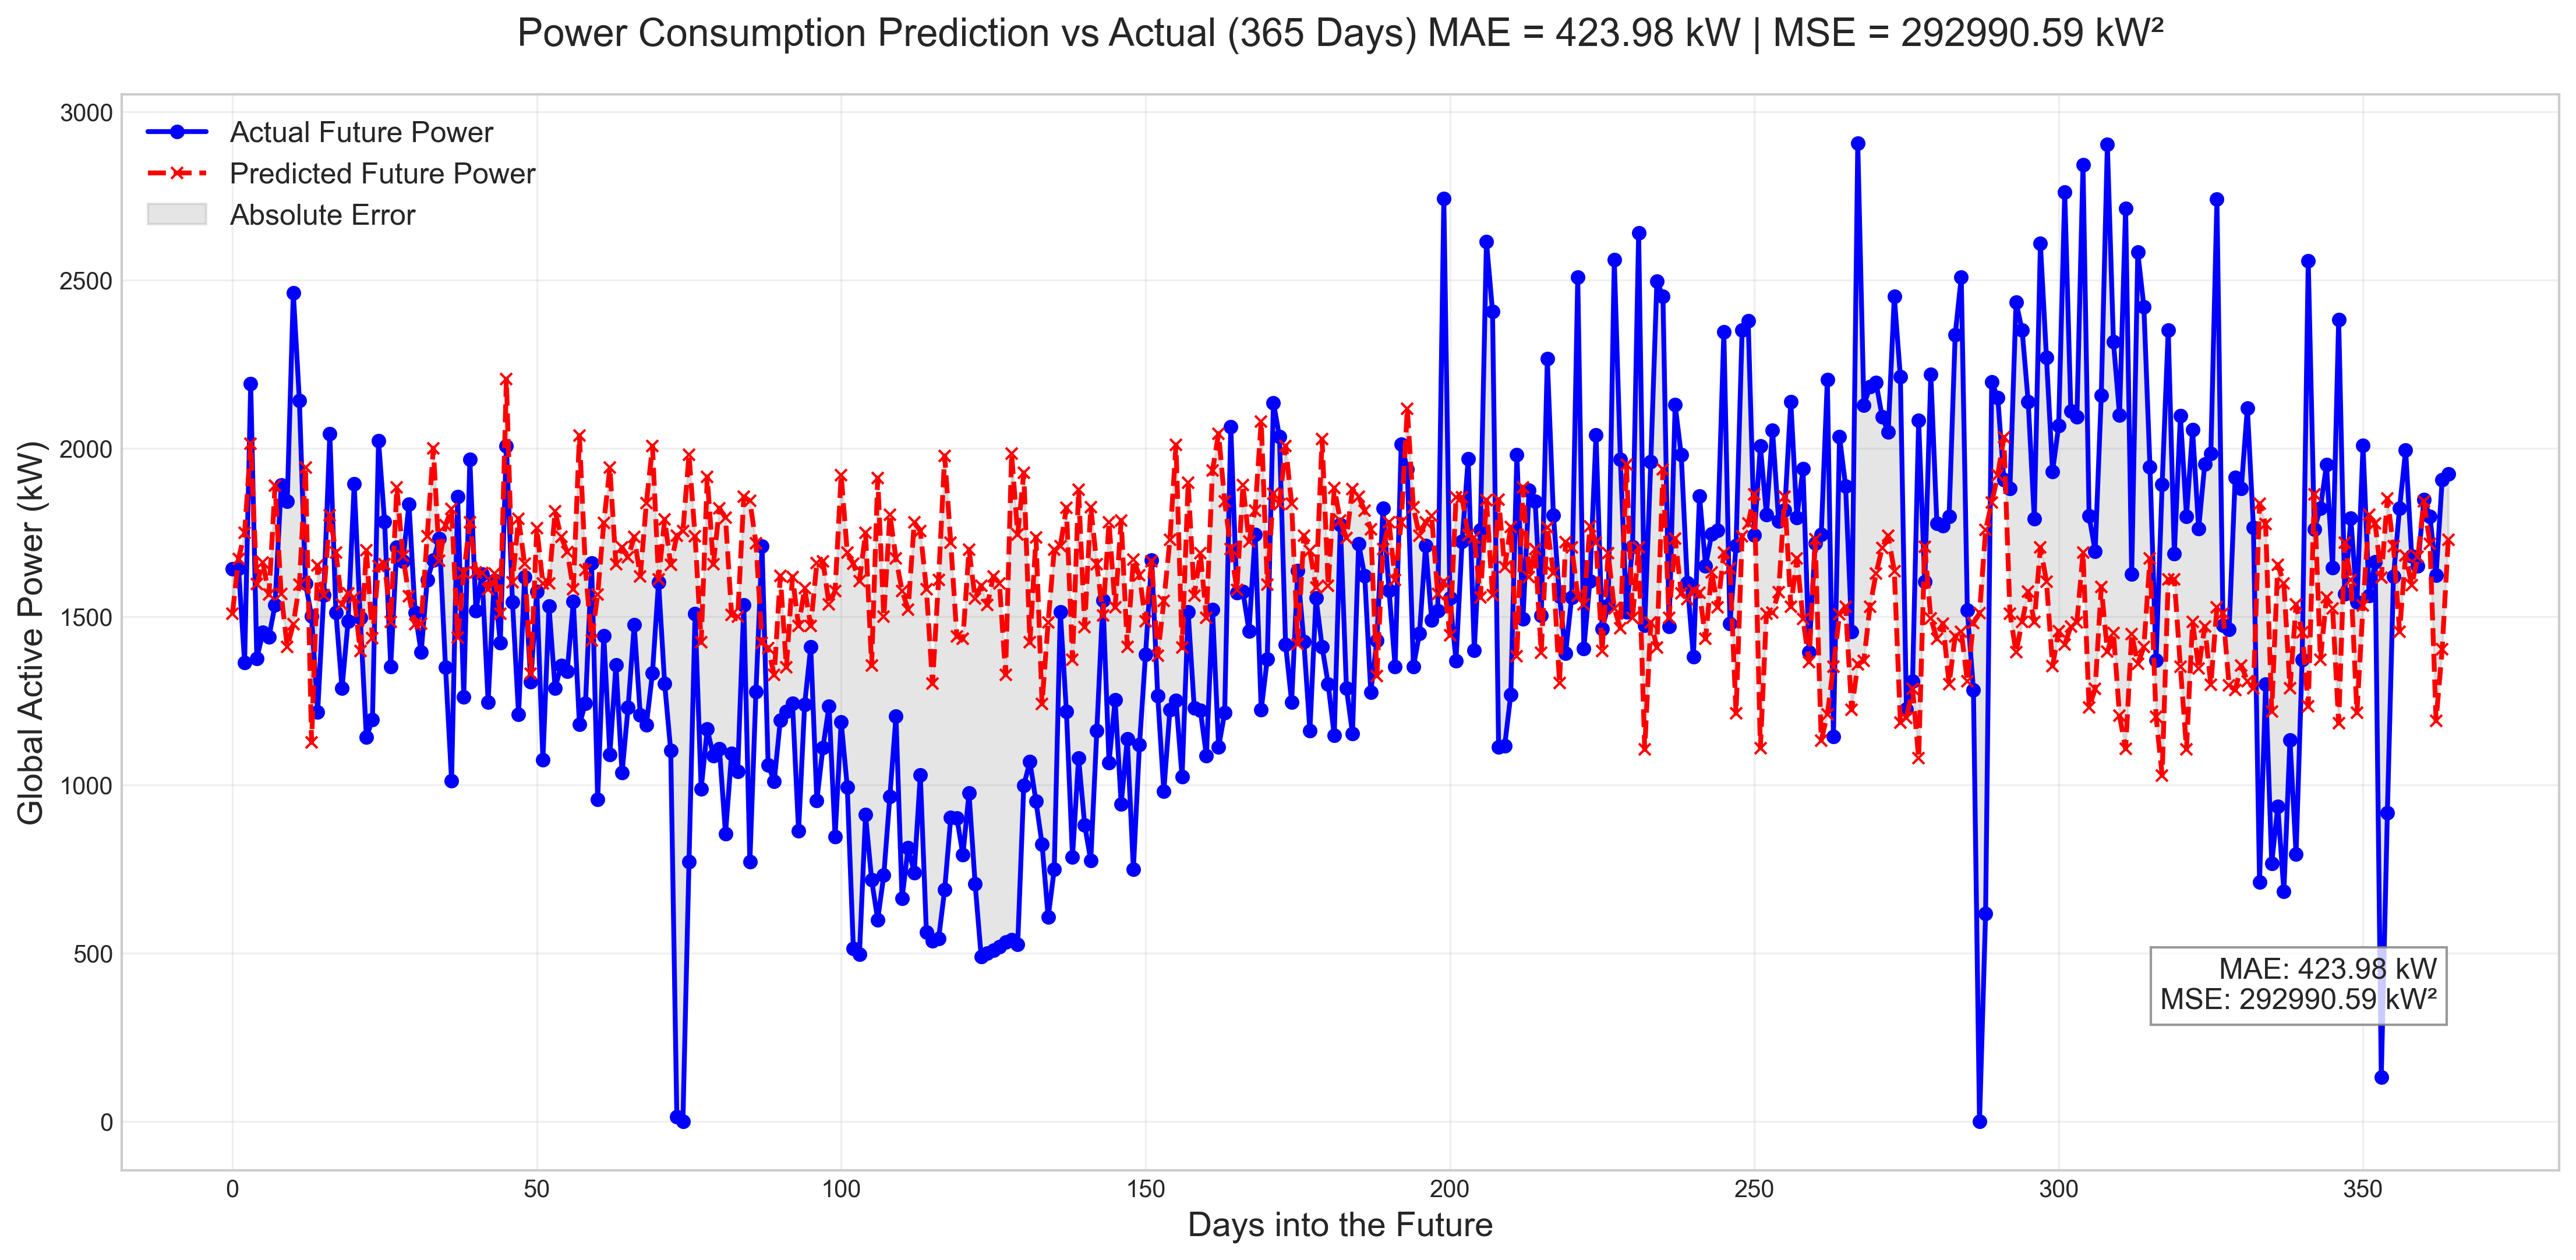 Power Consumption Prediction vs Actual (365 Days) MAE = 423.98 kW | MSE = 292990.59 kW²
3000
2500
2000
1500
1000
500
0
Global Active Power (kW)
Actual Future Power
Predicted Future Power
Absolute Error
MAE: 423.98 kW
MSE: 292990.59 kW²
0 50 100 150 200 250 300 350
Days into the Future